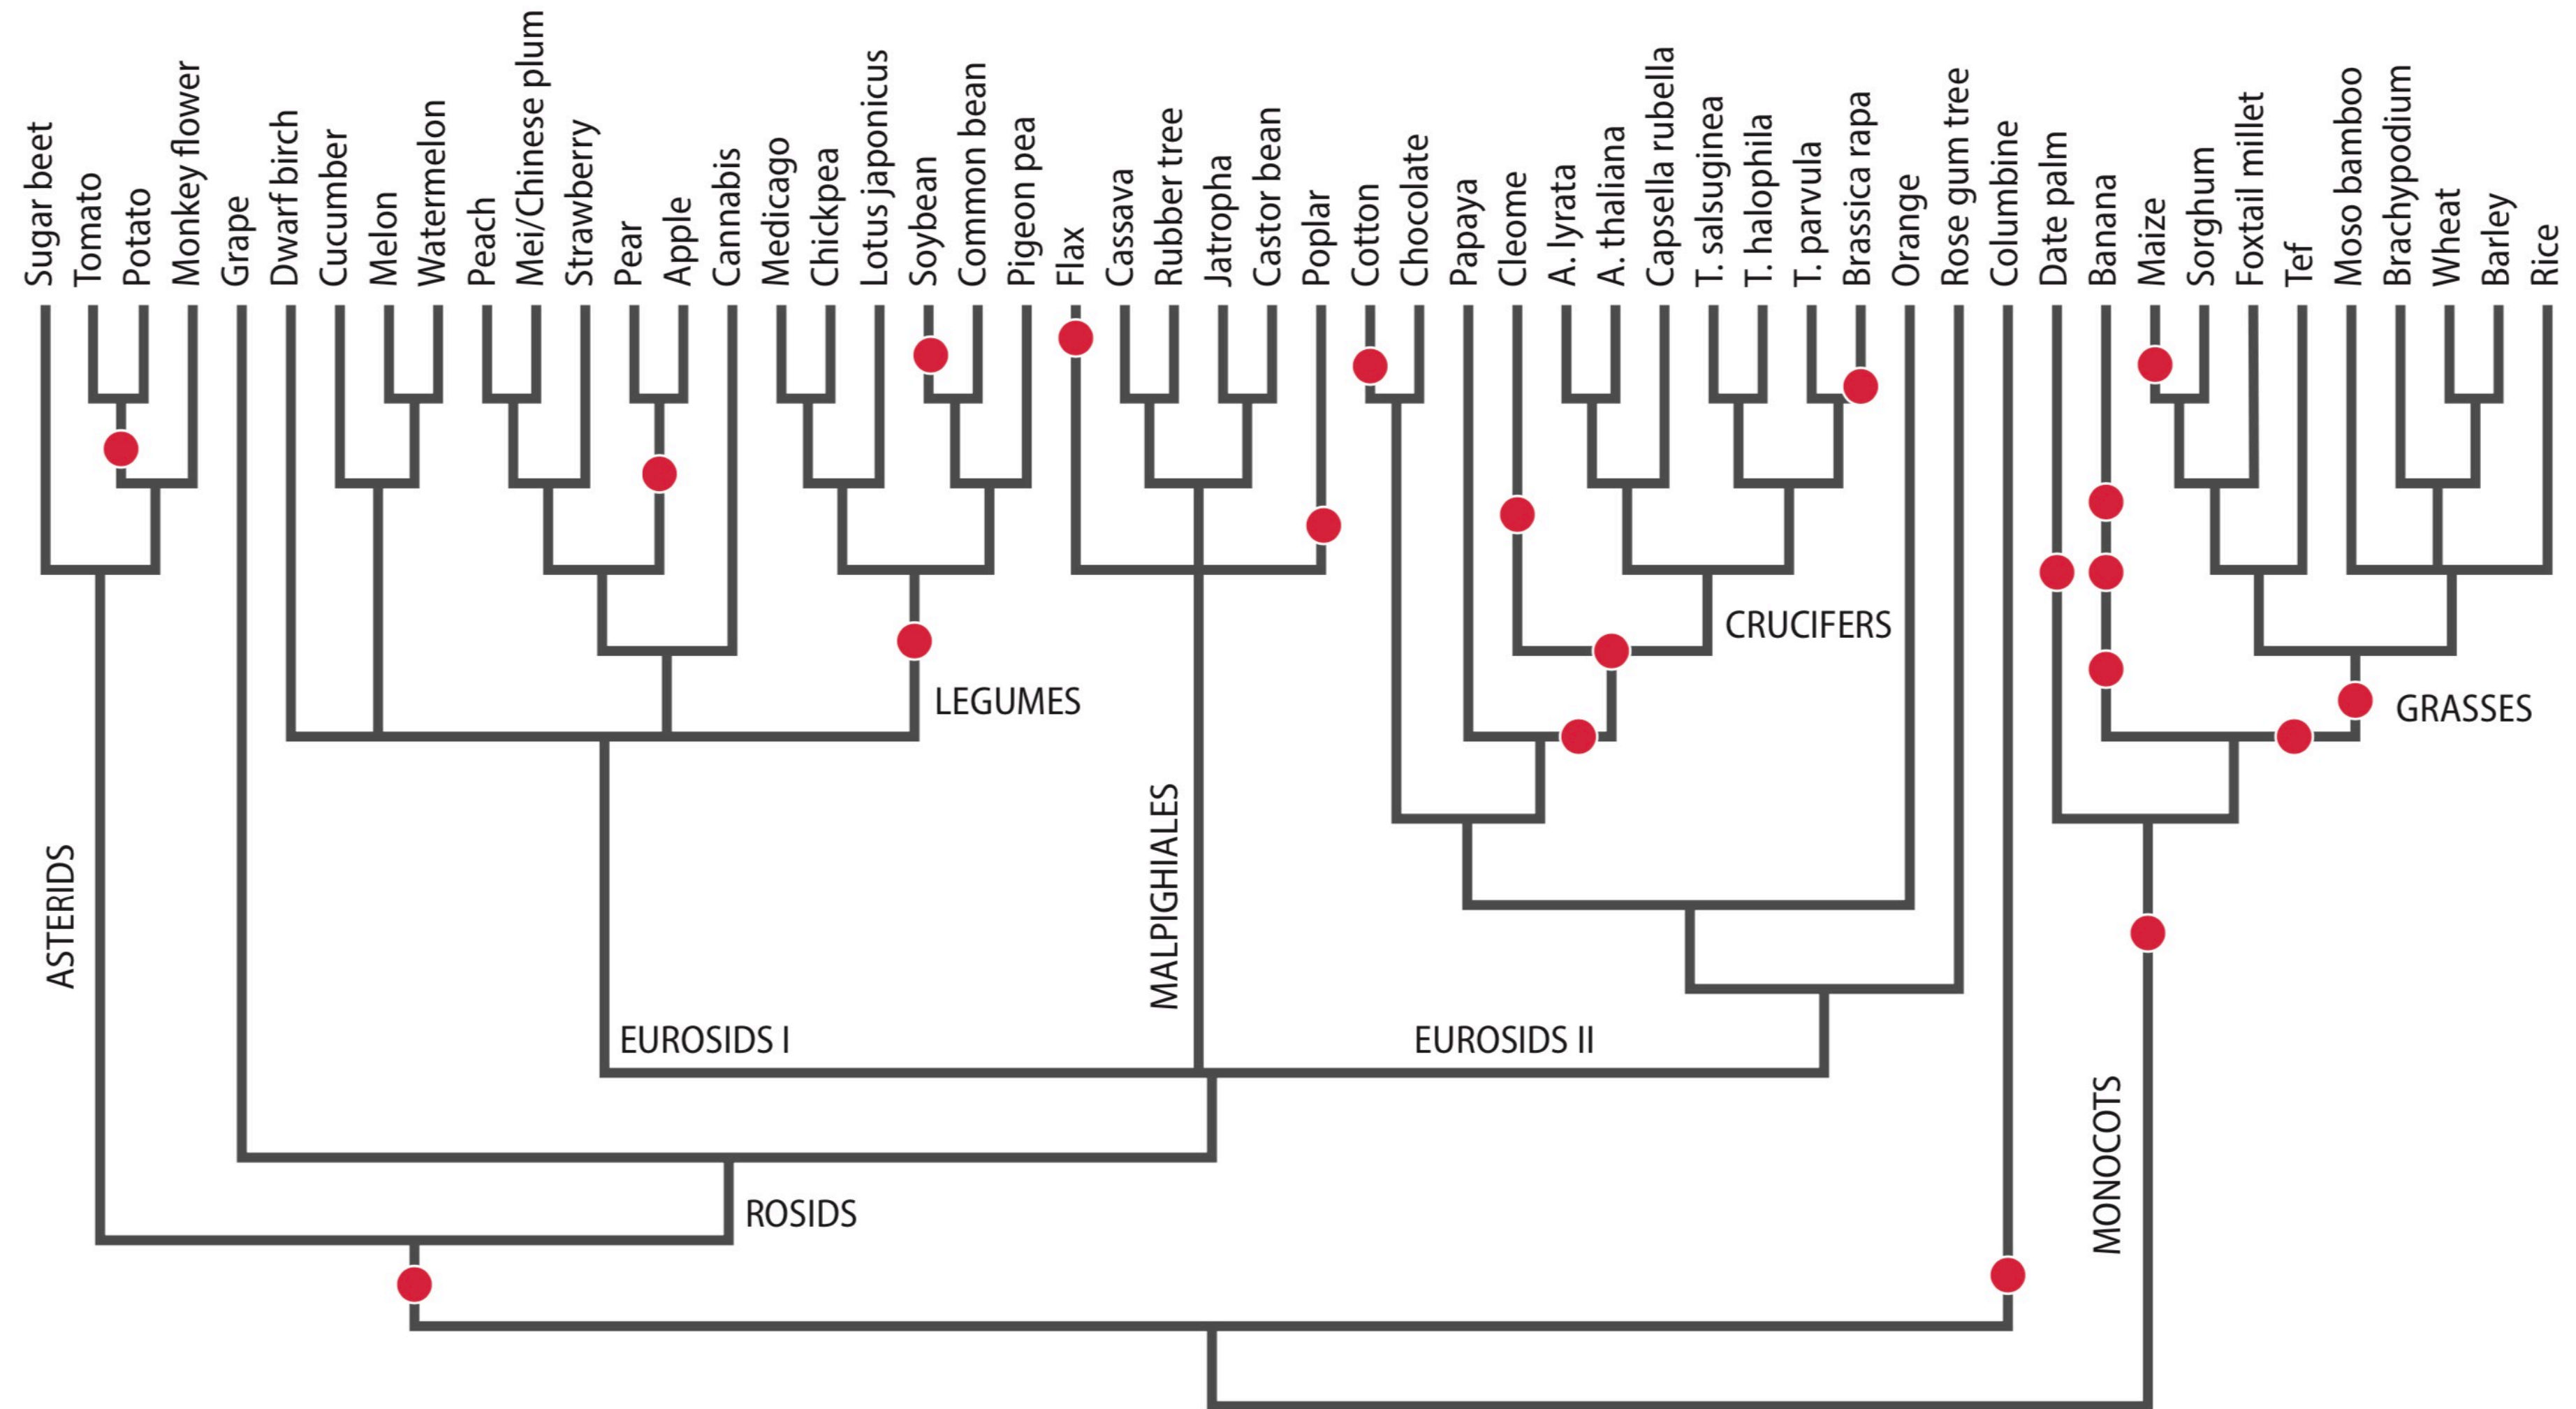 Sugar beet
Tomato
Potato
Monkey flower
Grape
Dwarf birch
Cucumber
Melon
Watermelon
Peach
Mei/Chinese plum
Strawberry
Pear
Apple
Cannabis
Medicago
Chickpea
Lotus japonicus
Soybean
Common bean
Pigeon pea
Flax
Cassava
Rubber tree
Jatropha
Castor bean
Poplar
Cotton
Chocolate
Papaya
Cleome
A. lyrata
A. thaliana
Capsella rubella
T. salsuginea
T. halophila
T. parvula
Brassica rapa
Orange
Rose gum tree
Columbine
Date palm
Banana
Maize
Sorghum
Foxtail millet
Tef
Moso bamboo
Brachypodium
Wheat
Barley
Rice
CRUCIFERS
LEGUMES
GRASSES
ASTERIDS
MALPIGHIALES
EUROSIDS I
EUROSIDS II
MONOCOTS
ROSIDS